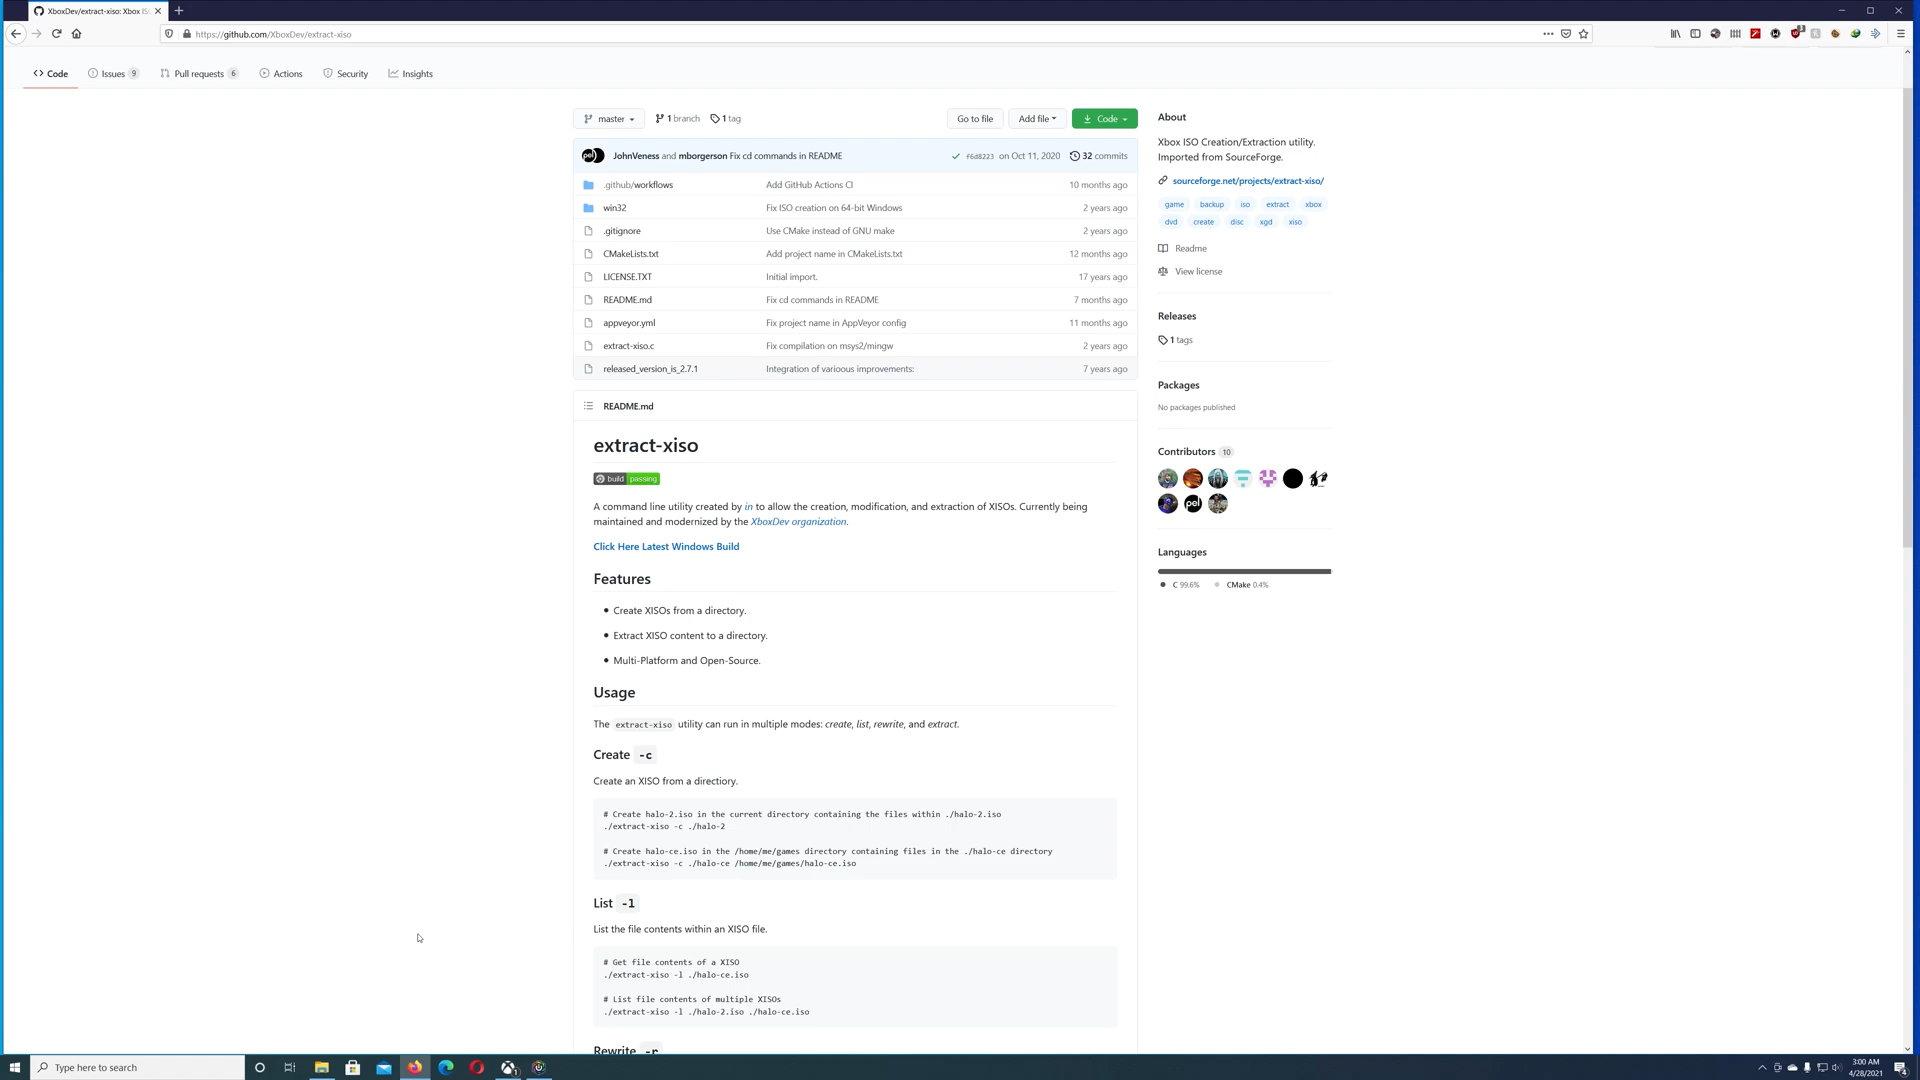 XboxDev/extract-xiso: Xbox IS
https://github.com/XboxDev/extract-xiso
Code
Issues 9
Pull requests 6
Actions
Security
Insights
master
1 branch
1 tag
Go to file
Add file
Code
JohnVeness and mborgerson Fix cd commands in README
f6d8223 on Oct 11, 2020
32 commits
.github/workflows Add GitHub Actions CI 10 months ago
win32 Fix ISO creation on 64-bit Windows 2 years ago
.gitignore Use CMake instead of GNU make 2 years ago
CMakeLists.txt Add project name in CMakeLists.txt 12 months ago
LICENSE.TXT Initial import. 17 years ago
README.md Fix cd commands in README 7 months ago
appveyor.yml Fix project name in AppVeyor config 11 months ago
extract-xiso.c Fix compilation on msys2/mingw 2 years ago
released_version_is_2.7.1 Integration of varioous improvements: 7 years ago
README.md
extract-xiso
build passing
A command line utility created by in to allow the creation, modification, and extraction of XISOs. Currently being
maintained and modernized by the XboxDev organization.
Click Here Latest Windows Build
Features
Create XISOs from a directory.
Extract XISO content to a directory.
Multi-Platform and Open-Source.
Usage
The extract-xiso utility can run in multiple modes: create, list, rewrite, and extract.
Create -c
Create an XISO from a directiory.
# Create halo-2.iso in the current directory containing the files within ./halo-2.iso
./extract-xiso -c ./halo-2
# Create halo-ce.iso in the /home/me/games directory containing files in the ./halo-ce directory
./extract-xiso -c ./halo-ce /home/me/games/halo-ce.iso
List -l
List the file contents within an XISO file.
# Get file contents of a XISO
./extract-xiso -l ./halo-ce.iso
# List file contents of multiple XISOs
./extract-xiso -l ./halo-2.iso ./halo-ce.iso
Rewrite -r
About
Xbox ISO Creation/Extraction utility.
Imported from SourceForge.
sourceforge.net/projects/extract-xiso/
game backup iso extract xbox
dvd create disc xgd xiso
Readme
View license
Releases
1 tags
Packages
No packages published
Contributors 10
pel
Languages
C 99.6% CMake 0.4%
Type here to search
3:00 AM
4/28/2021